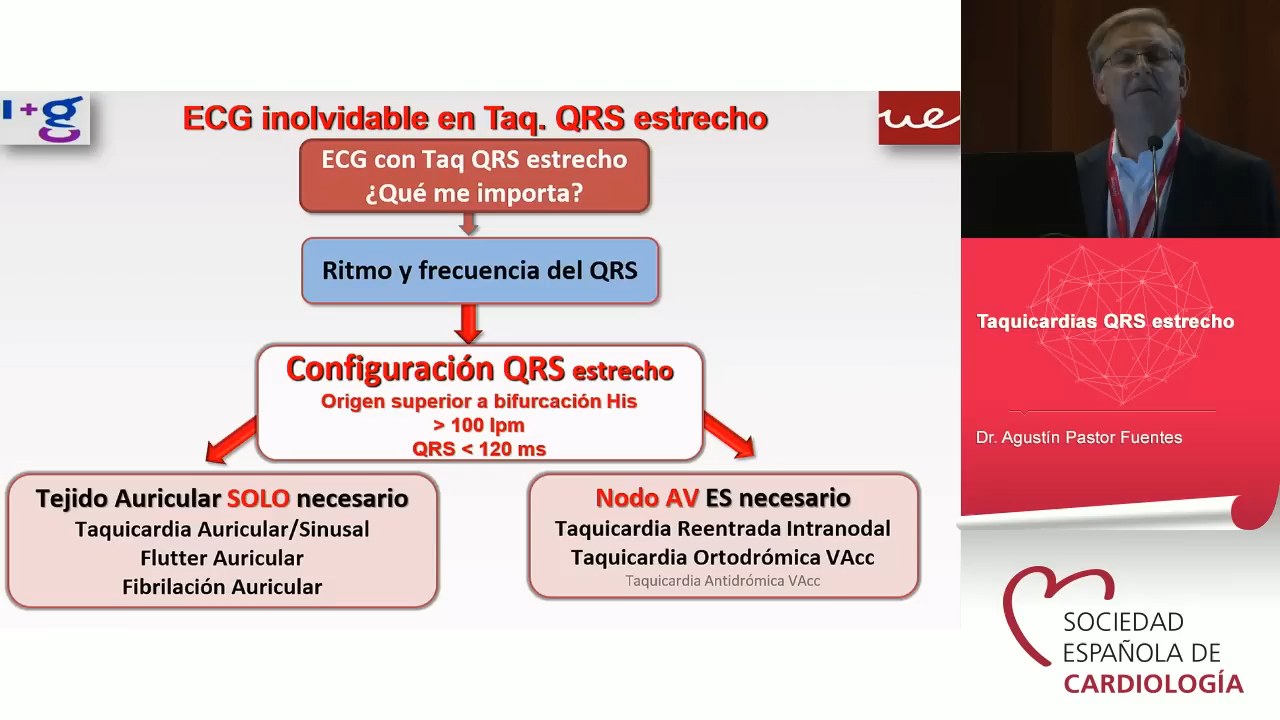 I+g
ECG inolvidable en Taq. QRS estrecho
ue
ECG con Taq QRS estrecho
¿Qué me importa?
Ritmo y frecuencia del QRS
Configuración QRS estrecho
Origen superior a bifurcación His
> 100 lpm
QRS < 120 ms
Tejido Auricular SOLO necesario
Taquicardia Auricular/Sinusal
Flutter Auricular
Fibrilación Auricular
Nodo AV ES necesario
Taquicardia Reentrada Intranodal
Taquicardia Ortodrómica VAcc
Taquicardia Antidrómica VAcc
Taquicardias QRS estrecho
Dr. Agustín Pastor Fuentes
SOCIEDAD
ESPAÑOLA DE
CARDIOLOGÍA